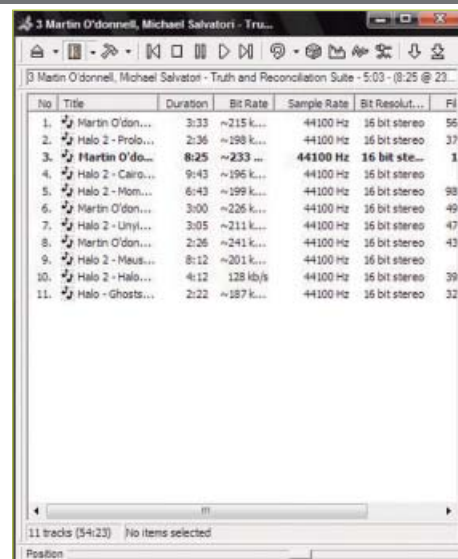 3 Martin O'donnell, Michael Salvatori - Tru...
3 Martin O'donnell, Michael Salvatori - Truth and Reconciliation Suite - 5:03 - (8:25 @ 23
No Title Duration Bit Rate Sample Rate Bit Resolut... Fi
1. Martin O'don... 3:33 ~215 k... 44100 Hz 16 bit stereo 56
2. Halo 2 - Prolo... 2:36 ~198 k... 44100 Hz 16 bit stereo 37
3. Martin O'do... 8:25 ~233 ... 44100 Hz 16 bit ste... 1
4. Halo 2 - Cairo... 9:43 ~196 k... 44100 Hz 16 bit stereo
5. Halo 2 - Mom... 6:43 ~199 k... 44100 Hz 16 bit stereo 98
6. Martin O'don... 3:00 ~226 k... 44100 Hz 16 bit stereo 49
7. Halo 2 - Unyi... 3:05 ~211 k... 44100 Hz 16 bit stereo 47
8. Martin O'don... 2:26 ~241 k... 44100 Hz 16 bit stereo 43
9. Halo 2 - Maus... 8:12 ~201 k... 44100 Hz 16 bit stereo
10. Halo 2 - Halo... 4:12 128 kb/s 44100 Hz 16 bit stereo 39
11. Halo - Ghosts... 2:22 ~187 k... 44100 Hz 16 bit stereo 32
11 tracks (54:23) No items selected
Position